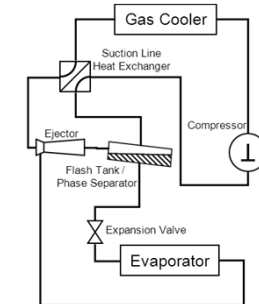 Gas Cooler
Suction Line
Heat Exchanger
Compressor
Ejector
Flash Tank /
Phase Separator
Expansion Valve
Evaporator